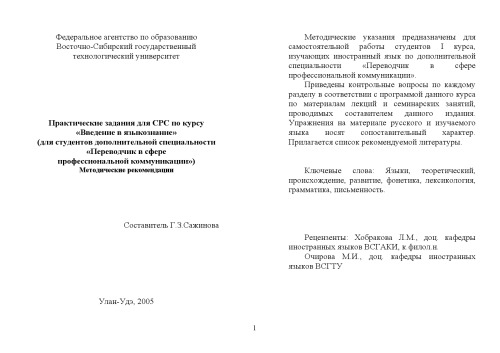 Федеральное агентство по образованию
Восточно-Сибирский государственный
технологический университет
Практические задания для СРС по курсу
«Введение в языкознание»
(для студентов дополнительной специальности
«Переводчик в сфере
профессиональной коммуникации»)
Методические рекомендации
Составитель Г.З.Сажинова
Улан-Удэ, 2005
Методические указания предназначены для
самостоятельной работы студентов I курса,
изучающих иностранный язык по дополнительной
специальности «Переводчик в сфере
профессиональной коммуникации».
Приведены контрольные вопросы по каждому
разделу в соответствии с программой данного курса
по материалам лекций и семинарских занятий,
проводимых составителем данного издания.
Упражнения на материале русского и изучаемого
языка носят сопоставительный характер.
Прилагается список рекомендуемой литературы.
Ключевые слова: Языки, теоретический,
происхождение, развитие, фонетика, лексикология,
грамматика, письменность.
Рецензенты: Хобракова Л.М., доц. кафедры
иностранных языков ВСГАКИ, к.филол.н.
Очирова М.И., доц. кафедры иностранных
языков ВСГТУ
1